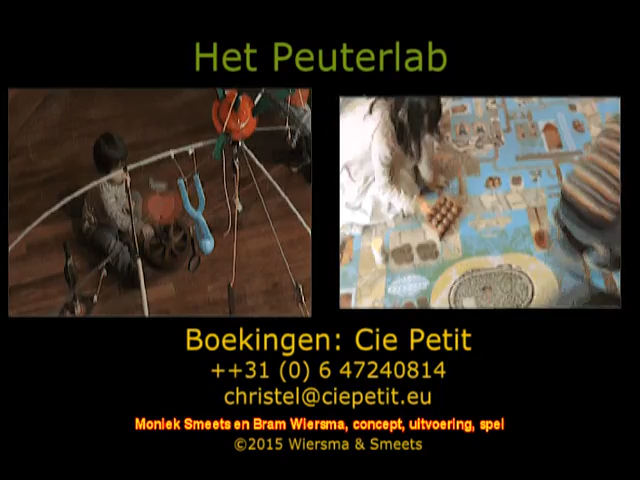 Het Peuterlab
Boekingen: Cie Petit
++31 (0) 6 47240814
christel@ciepetit.eu
Moniek Smeets en Bram Wiersma, concept, uitvoering, spel
©2015 Wiersma & Smeets